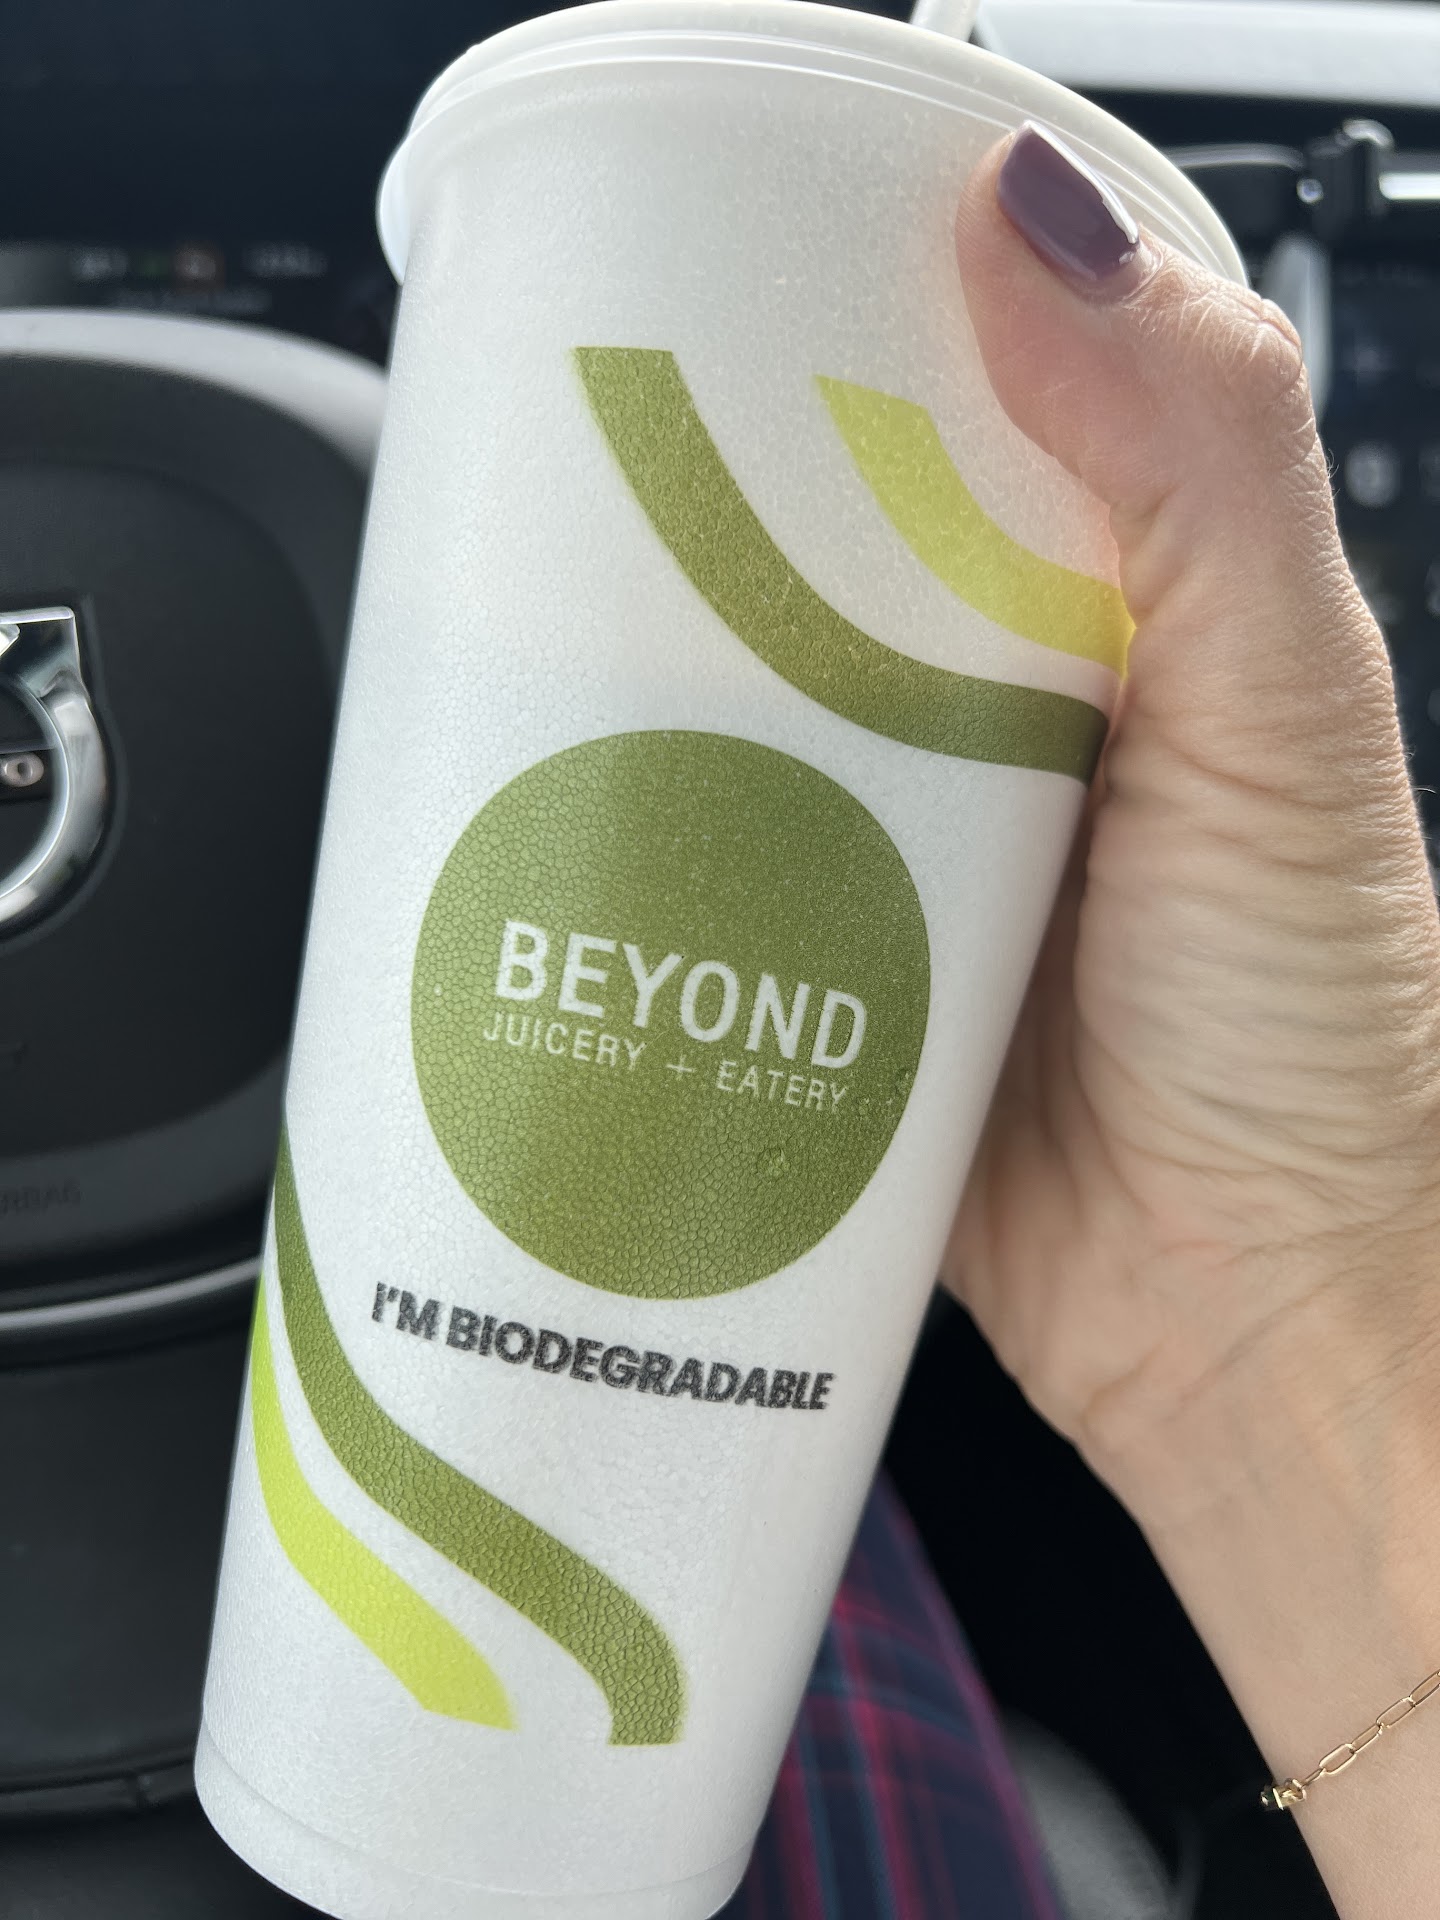 BEYOND
JUICERY + EATERY
I'M BIODEGRADABLE